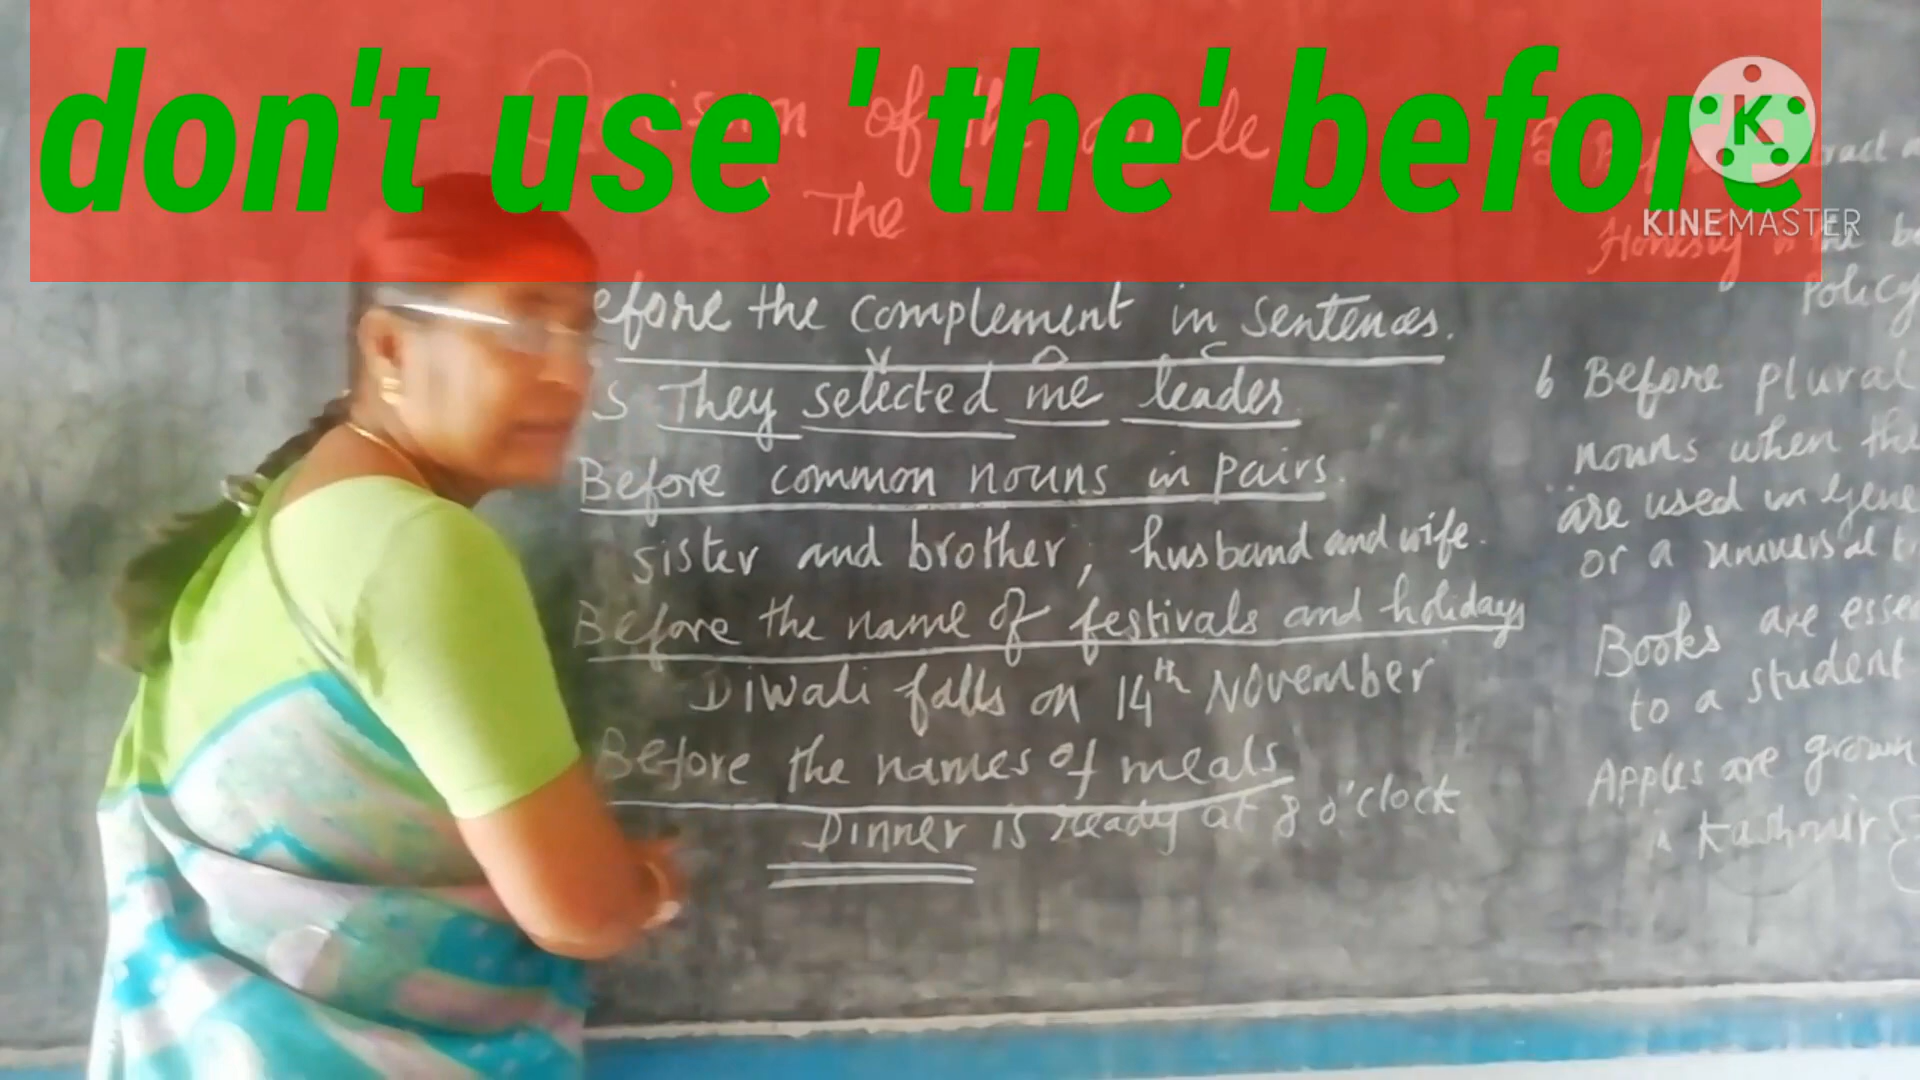 don't use 'the' before
KINEMASTER
Omission of the article
The
efore the complement in Sentences.
V O C
S They selected me leader
Before common nouns in pairs.
sister and brother, husband and wife.
Before the name of festivals and holidays
Diwali falls on 14th November
Before the names of meals
Dinner is ready at 8 o'clock
Honesty is the
Policy
6 Before plural
nouns when the
are used in Gene
or a univers al
Books are esse
to a student
Apples are grown
in Kashmir